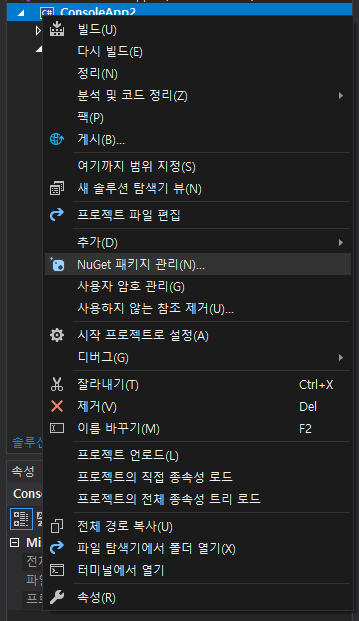 C# ConsoleApp2
빌드(U)
다시 빌드(E)
정리(N)
분석 및 코드 정리(Z)
팩(P)
게시(B)...
여기까지 범위 지정(S)
새 솔루션 탐색기 뷰(N)
프로젝트 파일 편집
추가(D)
NuGet 패키지 관리(N)...
사용자 암호 관리(G)
사용하지 않는 참조 제거(U)...
시작 프로젝트로 설정(A)
디버그(G)
잘라내기(T) Ctrl+X
제거(V) Del
이름 바꾸기(M) F2
솔루션
프로젝트 언로드(L)
속성
프로젝트의 직접 종속성 로드
Conso
프로젝트의 전체 종속성 트리 로드
전체 경로 복사(U)
Mi
파일 탐색기에서 폴더 열기(X)
전체
터미널에서 열기
파일
속성(R)
프로